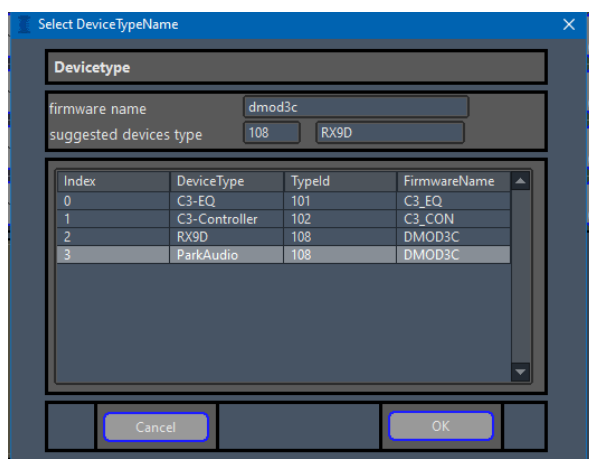 Select DeviceTypeName
Devicetype
firmware name dmod3c
suggested devices type 108 RX9D
Index DeviceType TypeId FirmwareName
0 C3-EQ 101 C3_EQ
1 C3-Controller 102 C3_CON
2 RX9D 108 DMOD3C
3 ParkAudio 108 DMOD3C
Cancel OK